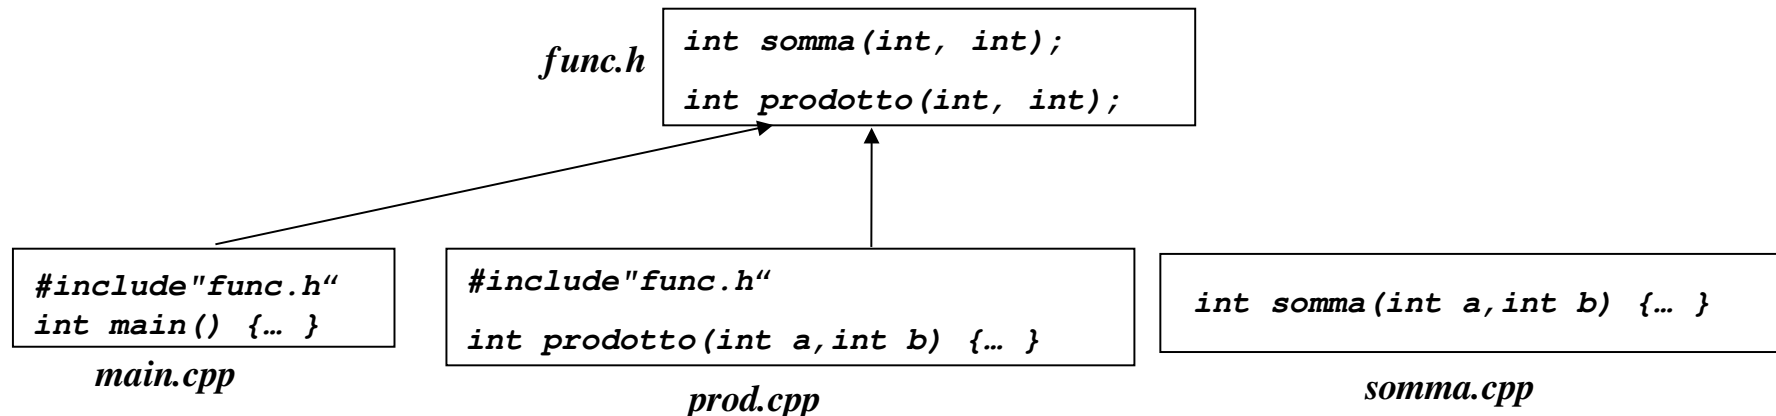 func.h
int somma(int, int);
int prodotto(int, int);
#include"func.h“
int main() {… }
main.cpp
#include"func.h“
int prodotto(int a,int b) {… }
prod.cpp
int somma(int a,int b) {… }
somma.cpp